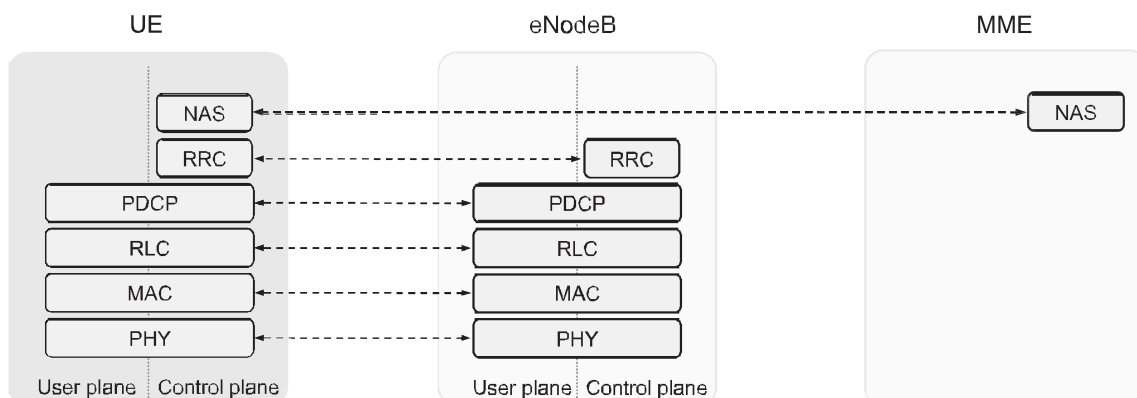 UE eNodeB MME
NAS NAS
RRC RRC
PDCP PDCP
RLC RLC
MAC MAC
PHY PHY
User plane Control plane User plane Control plane